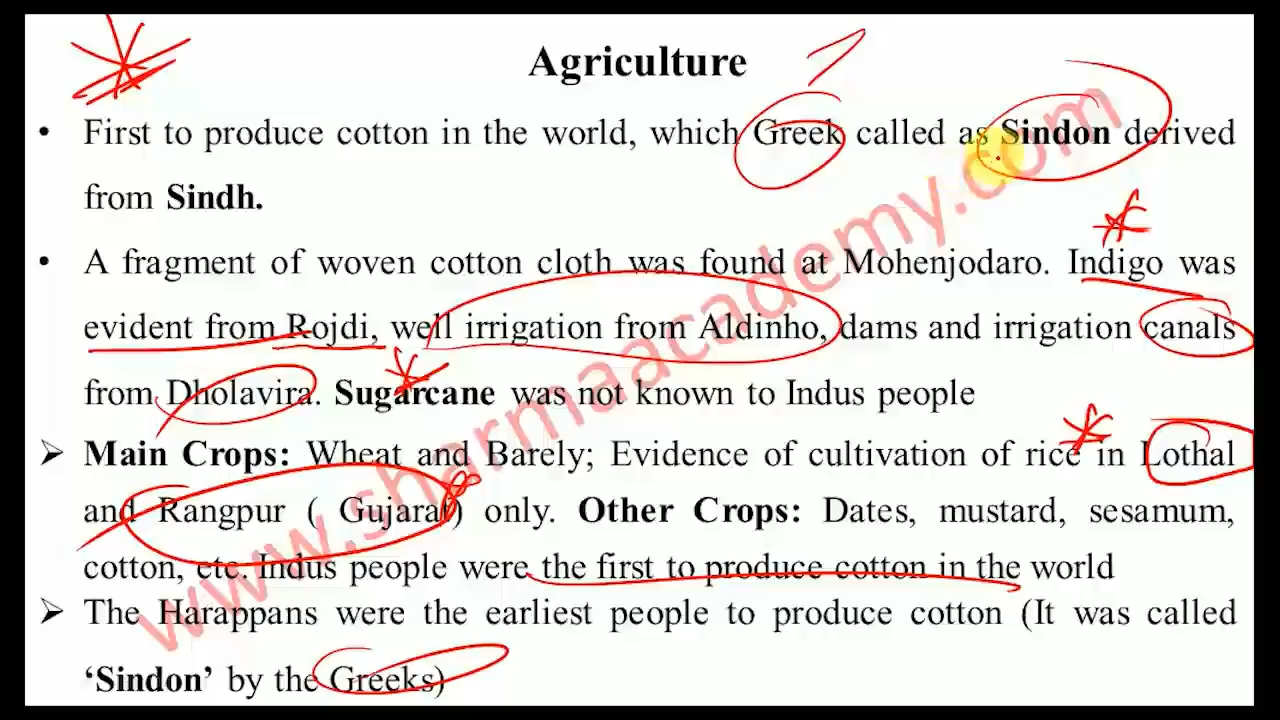 Agriculture
• First to produce cotton in the world, which Greek called as Sindon derived
from Sindh.
• A fragment of woven cotton cloth was found at Mohenjodaro. Indigo was
evident from Rojdi, well irrigation from Aldinho, dams and irrigation canals
from Dholavira. Sugarcane was not known to Indus people
➢ Main Crops: Wheat and Barely; Evidence of cultivation of rice in Lothal
and Rangpur ( Gujarat) only. Other Crops: Dates, mustard, sesamum,
cotton, etc. Indus people were the first to produce cotton in the world
➢ The Harappans were the earliest people to produce cotton (It was called
‘Sindon’ by the Greeks)
www.sharmaacademy.com